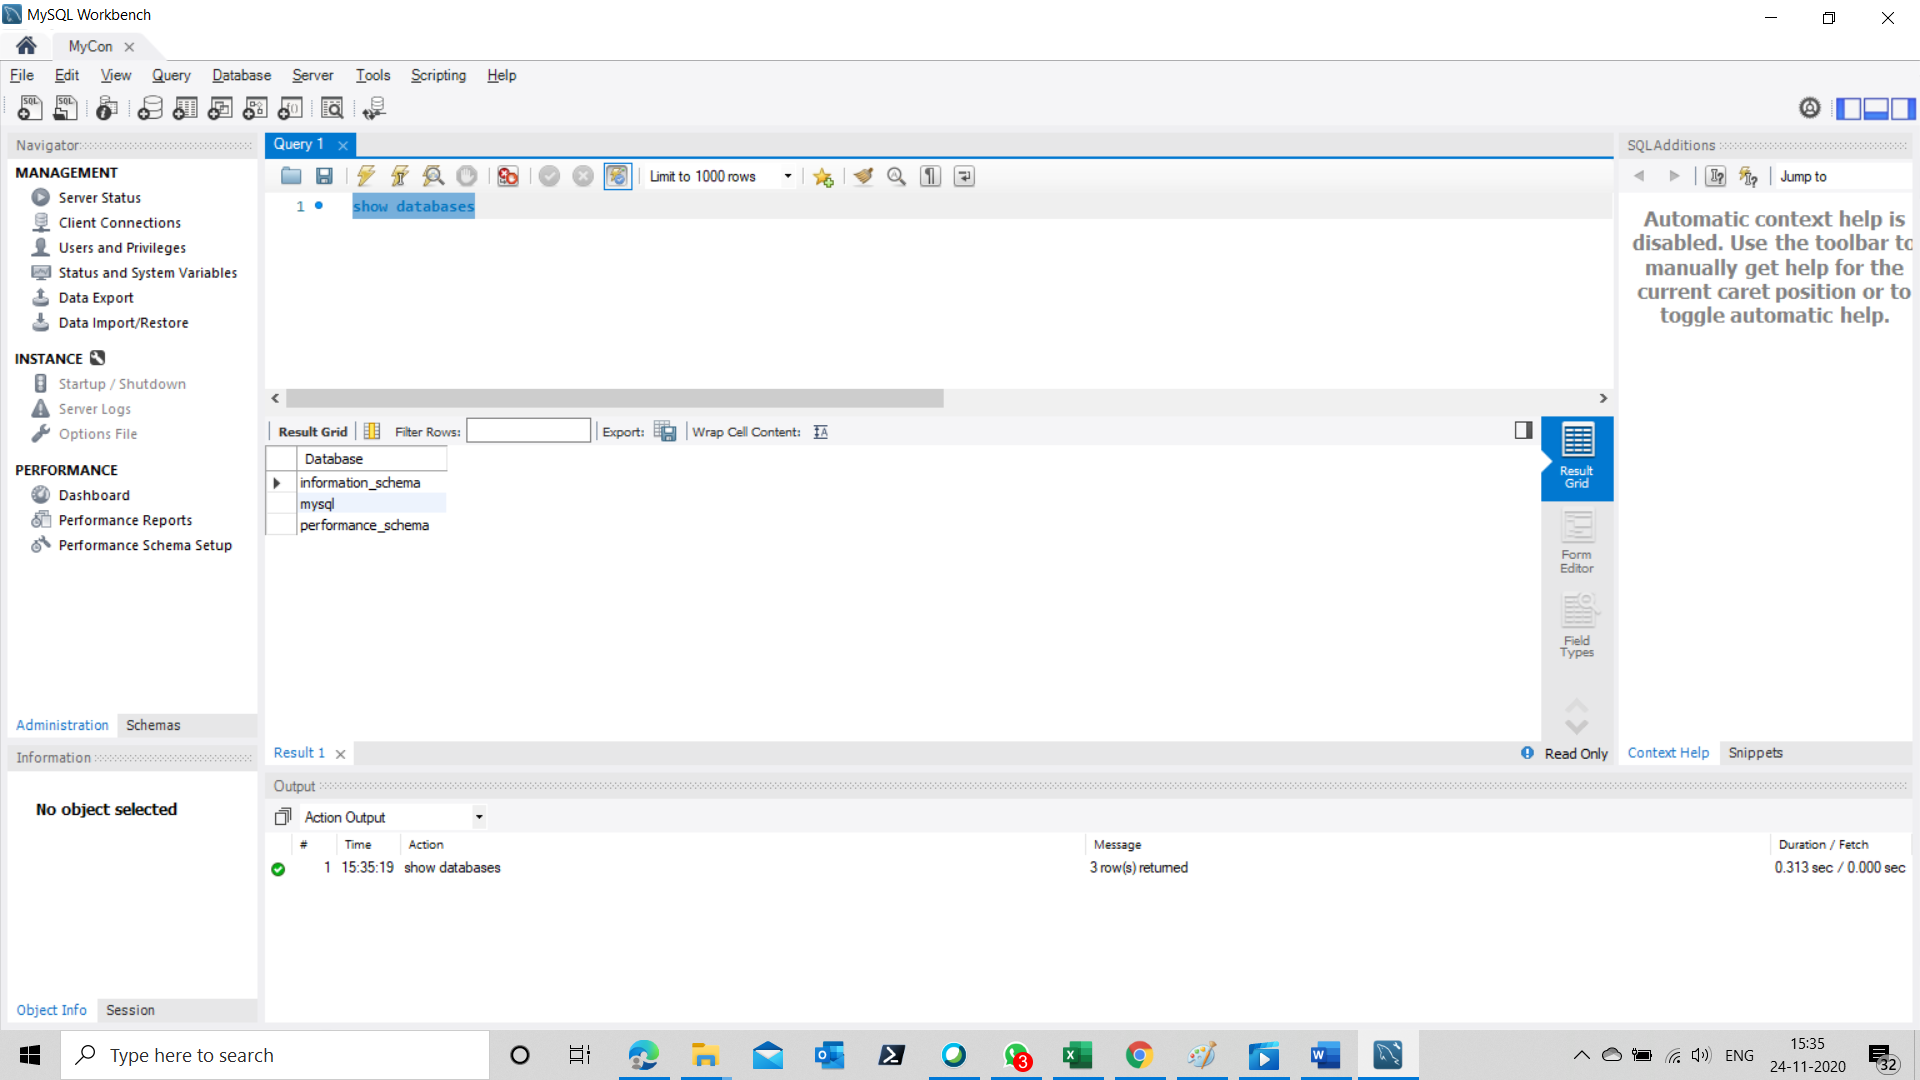 MySQL Workbench
MyCon
File Edit View Query Database Server Tools Scripting Help
Navigator
MANAGEMENT
Server Status
Client Connections
Users and Privileges
Status and System Variables
Data Export
Data Import/Restore
INSTANCE
Startup / Shutdown
Server Logs
Options File
PERFORMANCE
Dashboard
Performance Reports
Performance Schema Setup
Administration Schemas
Information
No object selected
Object Info Session
Query 1
Limit to 1000 rows
1 show databases
Result Grid Filter Rows: Export: Wrap Cell Content:
Database
information_schema
mysql
performance_schema
Result Grid
Form Editor
Field Types
Result 1
Read Only
Output
Action Output
# Time Action Message Duration / Fetch
1 15:35:19 show databases 3 row(s) returned 0.313 sec / 0.000 sec
SQLAdditions
Jump to
Automatic context help is
disabled. Use the toolbar to
manually get help for the
current caret position or to
toggle automatic help.
Context Help Snippets
Type here to search
3
ENG
15:35
24-11-2020
32